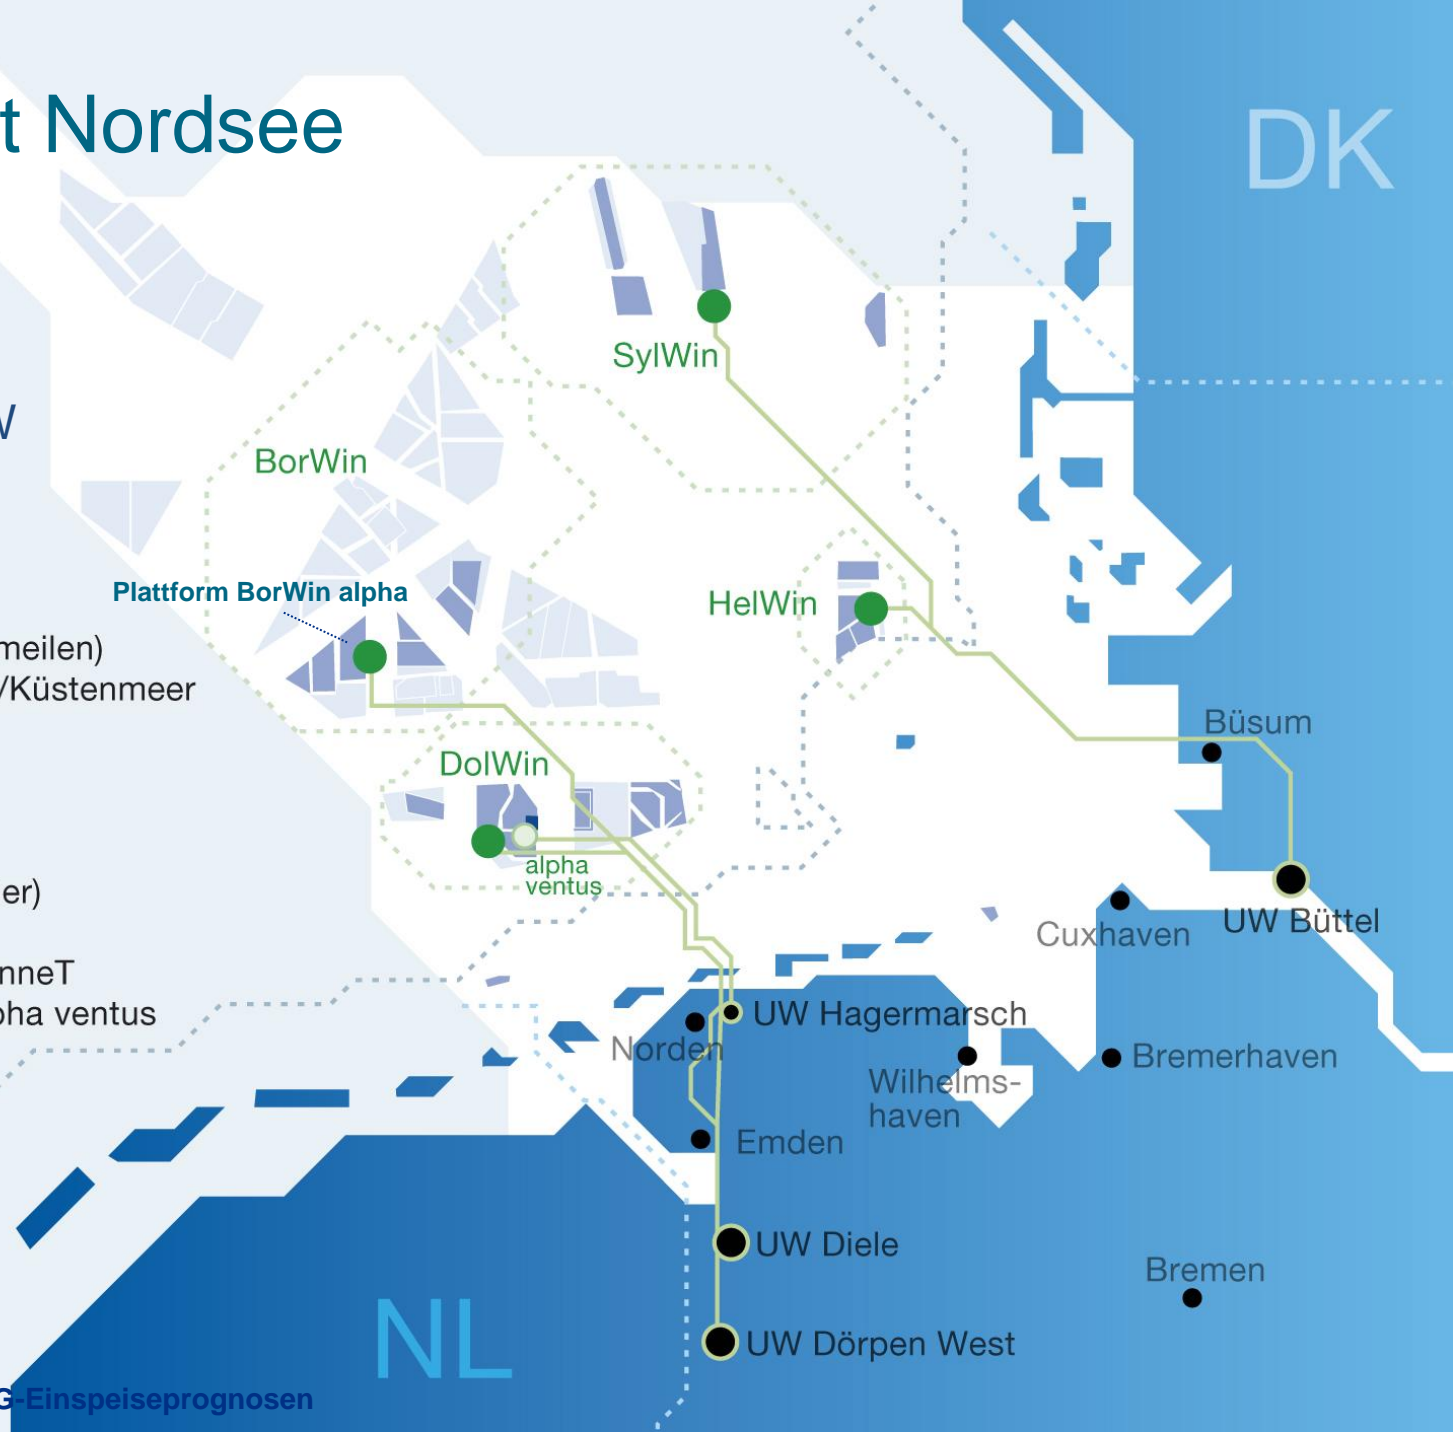 t Nordsee
DK
W
SylWin
BorWin
Plattform BorWin alpha
HelWin
meilen)
/Küstenmeer
Büsum
DolWin
alpha
ventus
er)
UW Büttel
Cuxhaven
nneT
pha ventus
UW Hagermarsch
Norden
Bremerhaven
Wilhelms-
haven
Emden
UW Diele
Bremen
NL
UW Dörpen West
G-Einspeiseprognosen